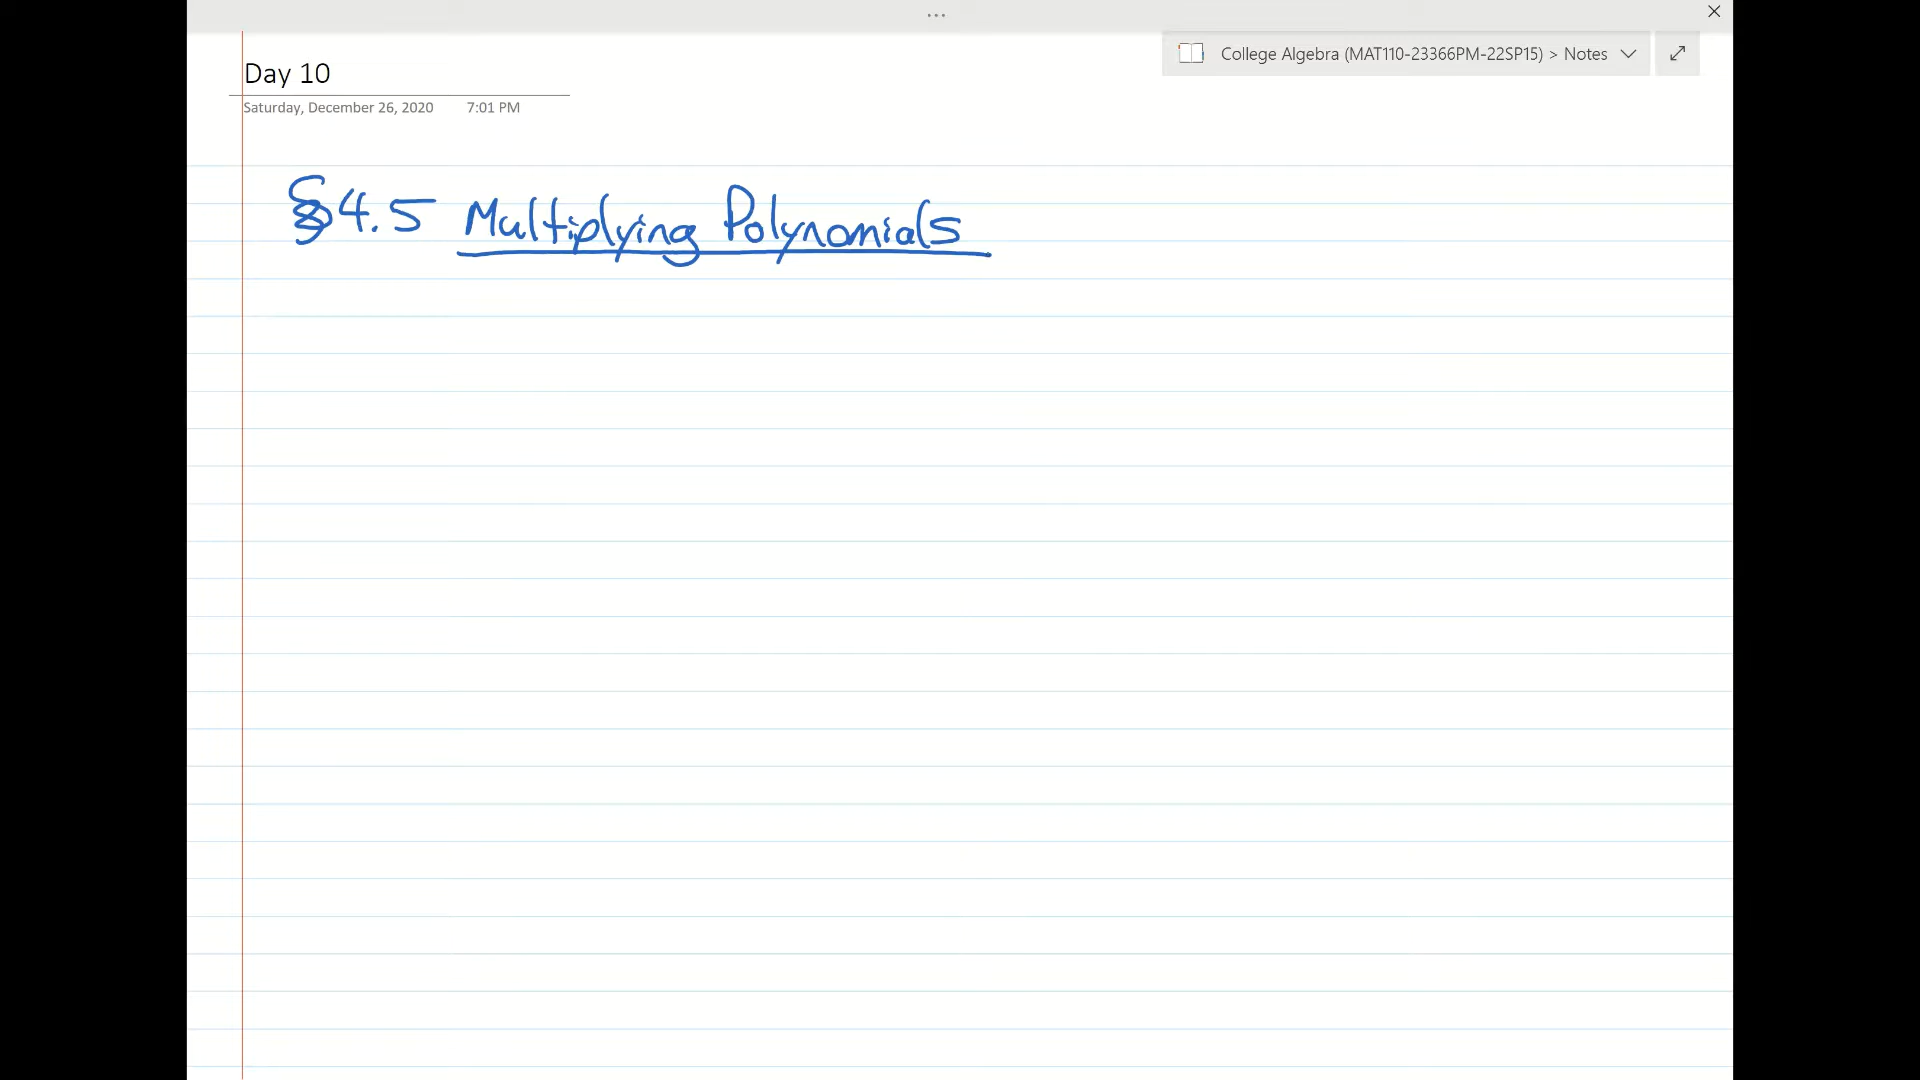 College Algebra (MAT110-23366PM-22SP15) > Notes
Day 10
Saturday, December 26, 2020 7:01 PM
§4.5 Multiplying Polynomials